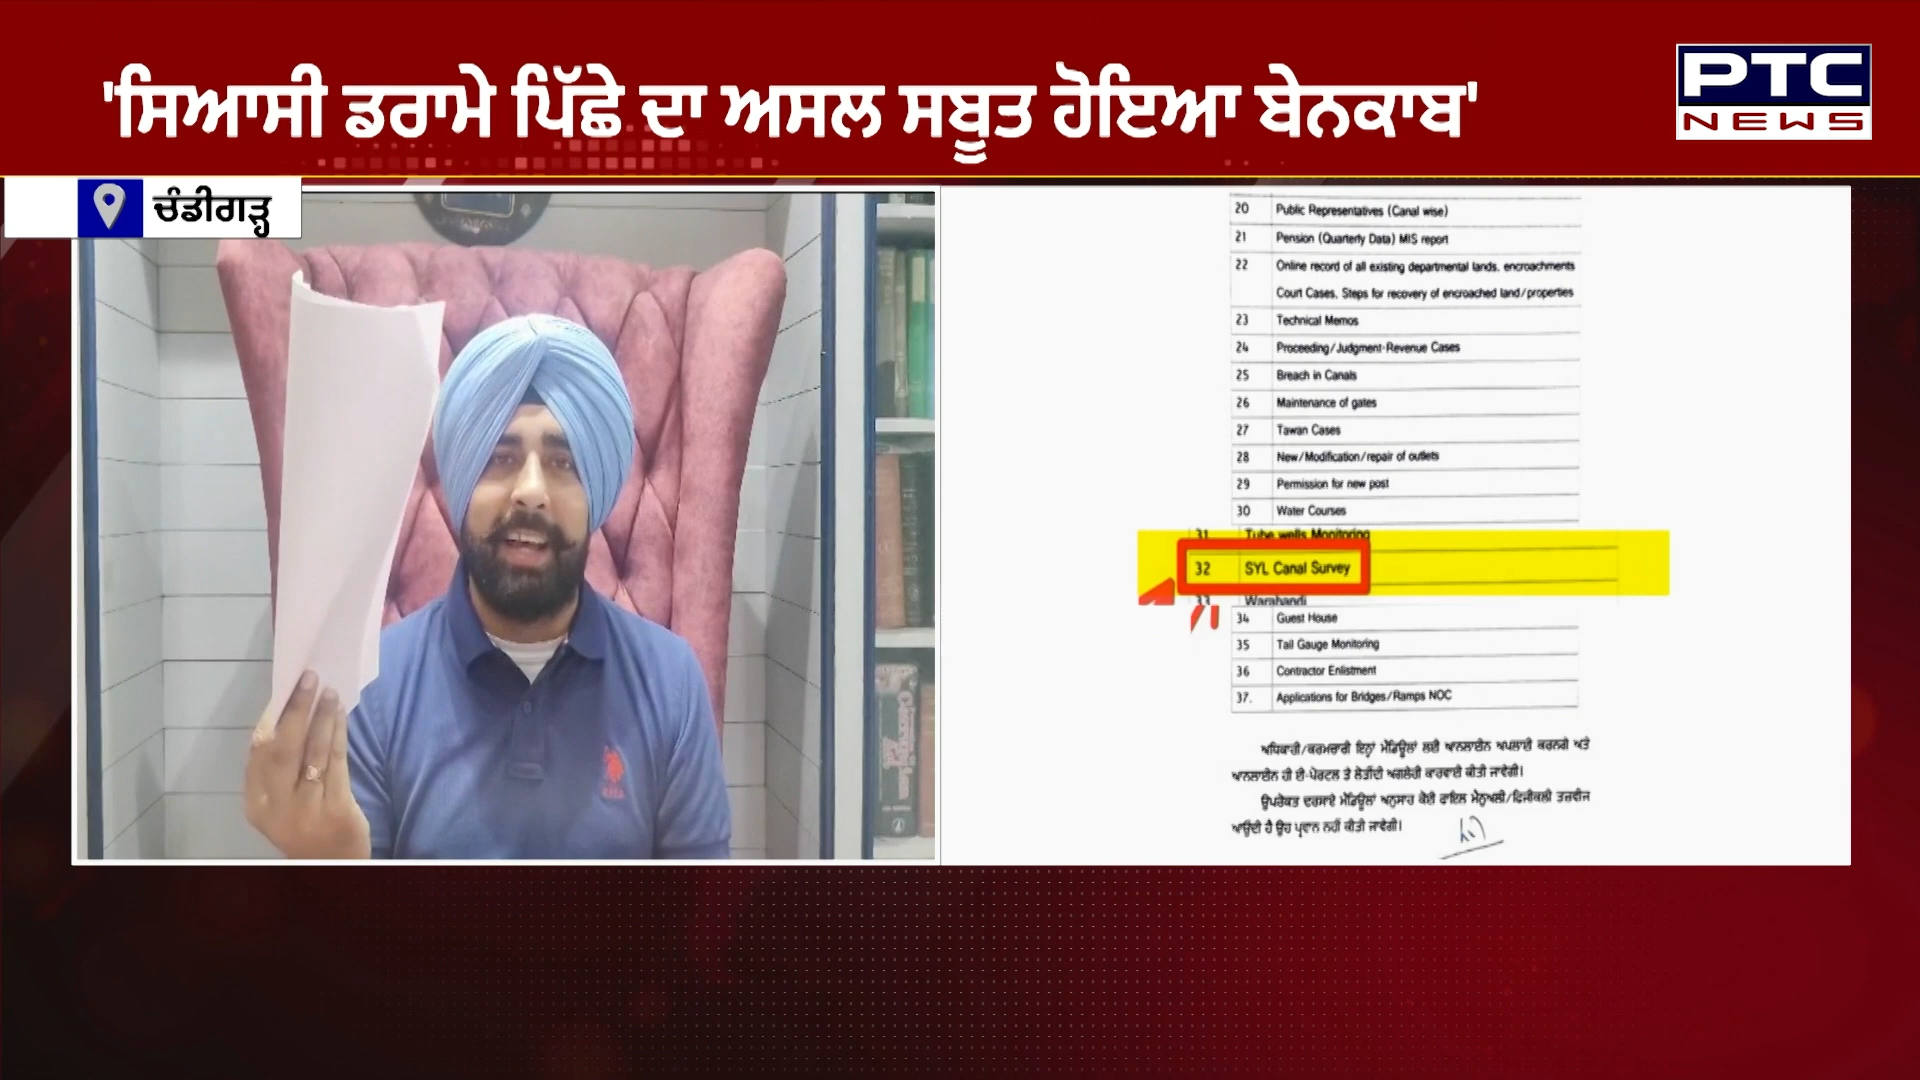 'ਸਿਆਸੀ ਡਰਾਮੇ ਪਿੱਛੇ ਦਾ ਅਸਲ ਸਬੂਤ ਹੋਇਆ ਬੇਨਕਾਬ'
PTC
NEWS
ਚੰਡੀਗੜ੍ਹ
20 Public Representatives (Canal wise)
21 Pension (Quarterly Data) MIS report
22 Online record of all existing departmental lands, encroachments
Court Cases, Steps for recovery of encroached land/properties
23 Technical Memos
24 Proceeding/Judgment-Revenue Cases
25 Breach in Canals
26 Maintenance of gates
27 Tawan Cases
28 New/Modification/repair of outlets
29 Permission for new post
30 Water Courses
31 Tube wells Monitoring
32 SYL Canal Survey
33 Warabandi
34 Guest House
35 Tail Gauge Monitoring
36 Contractor Enlistment
37. Applications for Bridges/Ramps NOC
ਅਧਿਕਾਰੀ/ਕਰਮਚਾਰੀ ਇਨ੍ਹਾਂ ਮੋਡਿਊਲਾਂ ਲਈ ਆਨਲਾਈਨ ਅਪਲਾਈ ਕਰਨਗੇ ਅਤੇ
ਆਨਲਾਈਨ ਹੀ ਈ-ਪੋਰਟਲ ਤੇ ਲੋੜੀਂਦੀ ਅਗਲੇਰੀ ਕਾਰਵਾਈ ਕੀਤੀ ਜਾਵੇਗੀ।
ਉਪਰੋਕਤ ਦਰਸਾਏ ਮੋਡਿਊਲਾਂ ਅਨੁਸਾਰ ਕੋਈ ਫਾਇਲ ਮੈਨੂਅਲੀ/ਫਿਜੀਕਲੀ ਤਜ਼ਵੀਜ
ਆਉਂਦੀ ਹੈ ਉਹ ਪ੍ਰਵਾਨ ਨਹੀਂ ਕੀਤੀ ਜਾਵੇਗੀ।